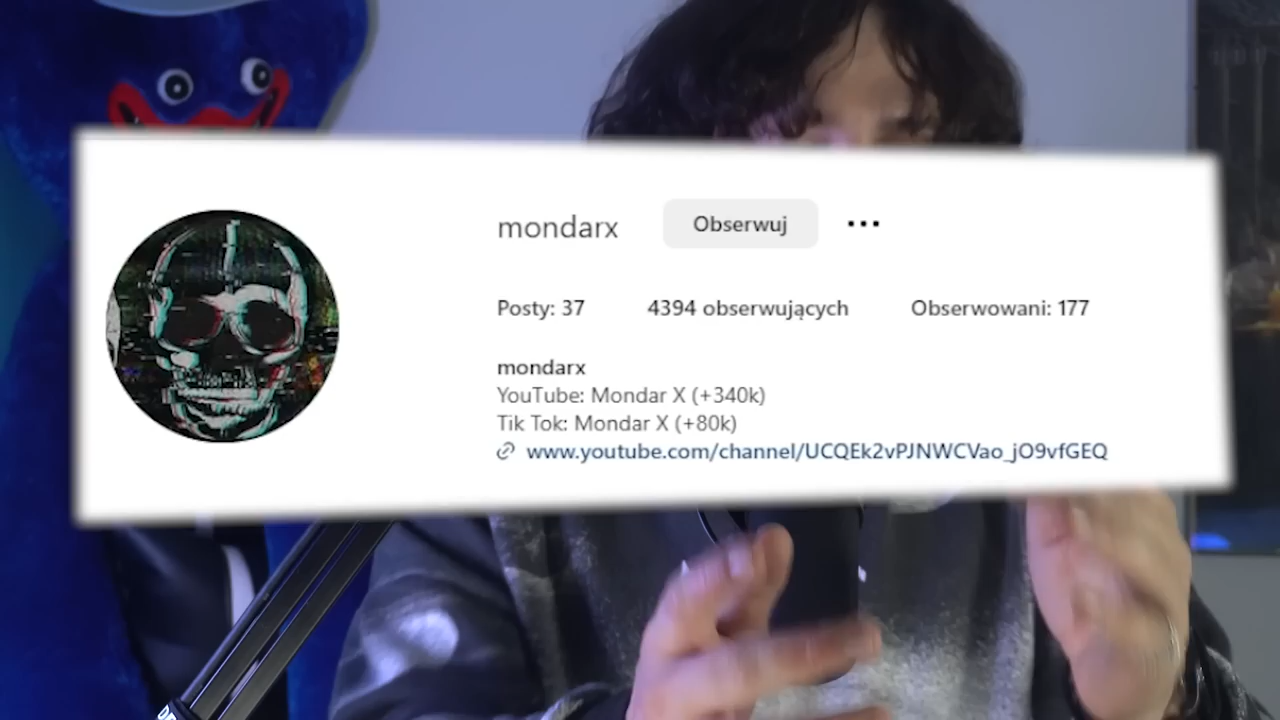 mondarx Obserwuj
Posty: 37 4394 obserwujących Obserwowani: 177
mondarx
YouTube: Mondar X (+340k)
Tik Tok: Mondar X (+80k)
www.youtube.com/channel/UCQEk2vPJNWCVao_jO9vfGEQ